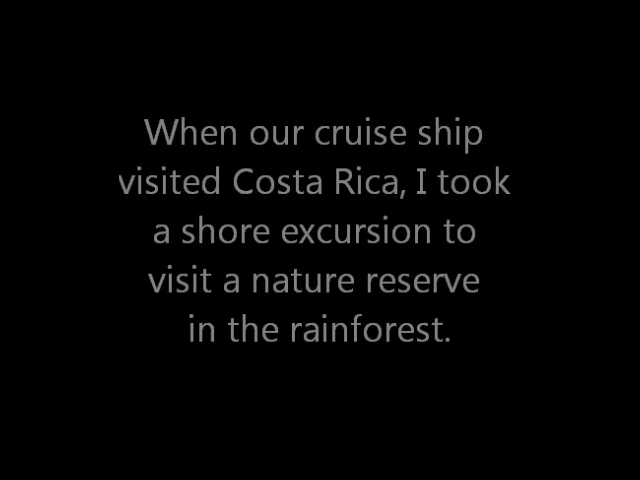 When our cruise ship
visited Costa Rica, I took
a shore excursion to
visit a nature reserve
in the rainforest.